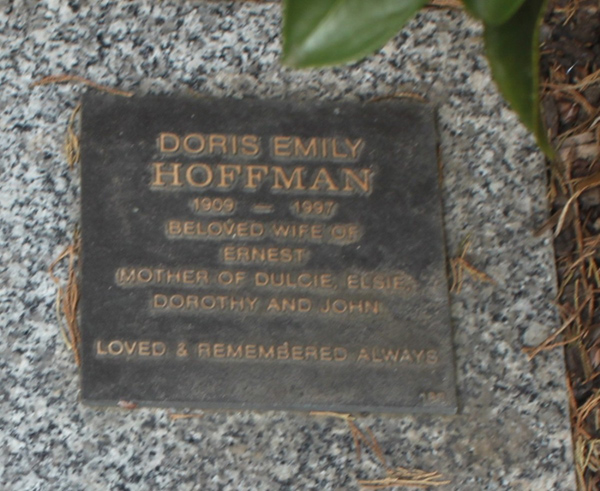 DORIS EMILY
HOFFMAN
1909 — 1997
BELOVED WIFE OF
ERNEST
MOTHER OF DULCIE, ELSIE,
DOROTHY AND JOHN
LOVED & REMEMBERED ALWAYS